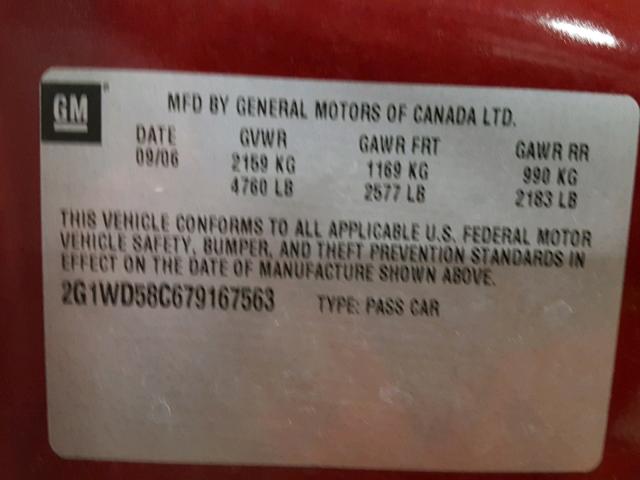 GM®
MFD BY GENERAL MOTORS OF CANADA LTD.
DATE GVWR GAWR FRT GAWR RR
09/06 2159 KG 1169 KG 990 KG
4760 LB 2577 LB 2183 LB
THIS VEHICLE CONFORMS TO ALL APPLICABLE U.S. FEDERAL MOTOR
VEHICLE SAFETY, BUMPER, AND THEFT PREVENTION STANDARDS IN
EFFECT ON THE DATE OF MANUFACTURE SHOWN ABOVE.
2G1WD58C679167563 TYPE: PASS CAR